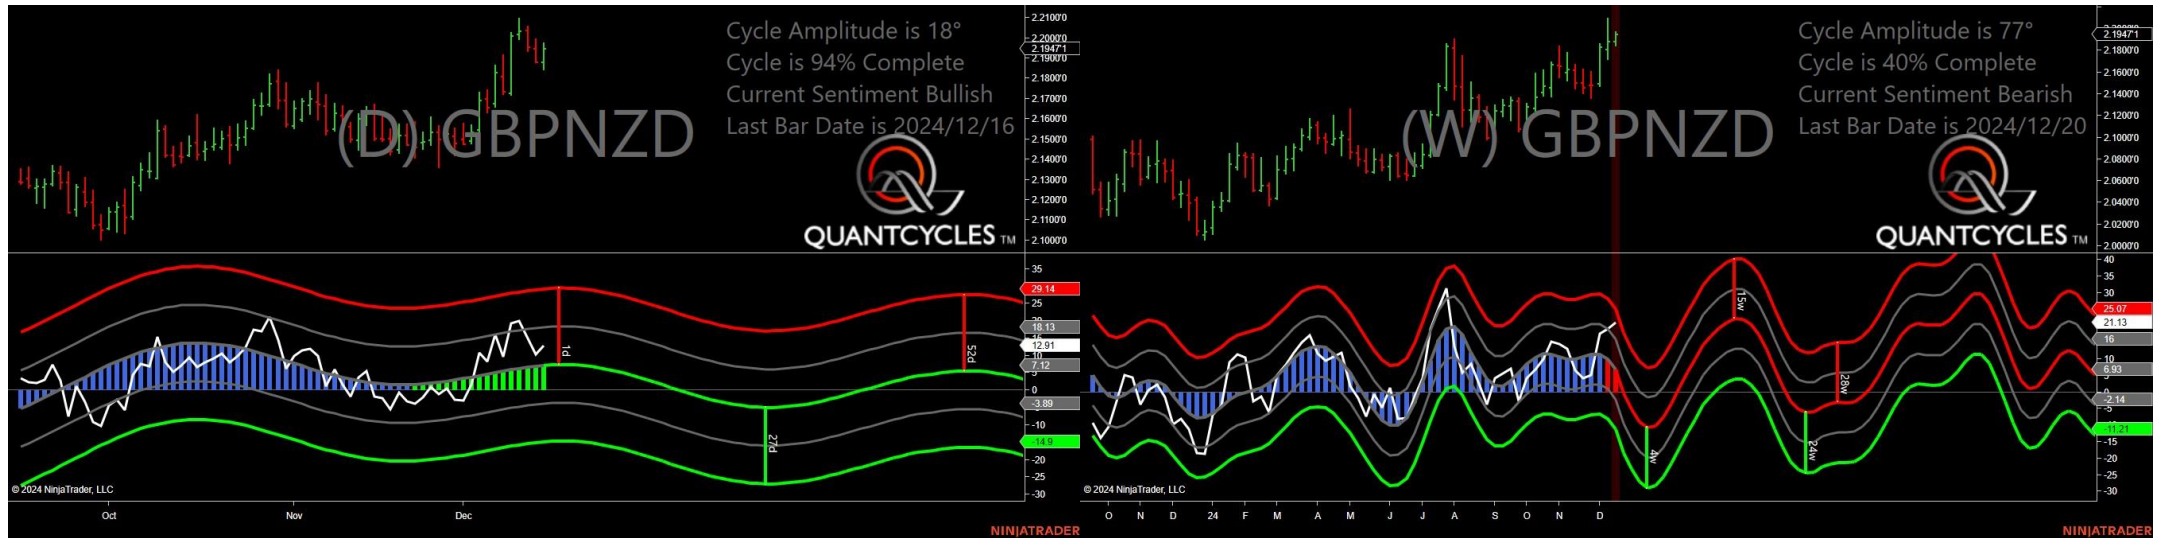 Cycle Amplitude is 18°
Cycle is 94% Complete
Current Sentiment Bullish
Last Bar Date is 2024/12/16
(D) GBPNZD
QUANTCYCLES TM
2.2100'0
2.2000'0
2.1947'1
2.1900'0
2.1800'0
2.1700'0
2.1600'0
2.1500'0
2.1400'0
2.1300'0
2.1200'0
2.1100'0
2.1000'0
35
29.14
25
18.13
12.91
10
7.12
0
-3.89
-10
-14.9
-20
-25
-30
1d
27d
52d
© 2024 NinjaTrader, LLC
Oct
Nov
Dec
NINJATRADER
Cycle Amplitude is 77°
Cycle is 40% Complete
Current Sentiment Bearish
Last Bar Date is 2024/12/20
(W) GBPNZD
QUANTCYCLES TM
2.1947'1
2.1800'0
2.1600'0
2.1400'0
2.1200'0
2.1000'0
2.0800'0
2.0600'0
2.0400'0
2.0200'0
2.0000'0
40
35
30
25.07
21.13
16
10
6.93
-2.14
-5
-11.21
-15
-20
-25
-30
4w
15w
24w
28w
© 2024 NinjaTrader, LLC
O N D 24 F M A M J J A S O N D
NINJATRADER